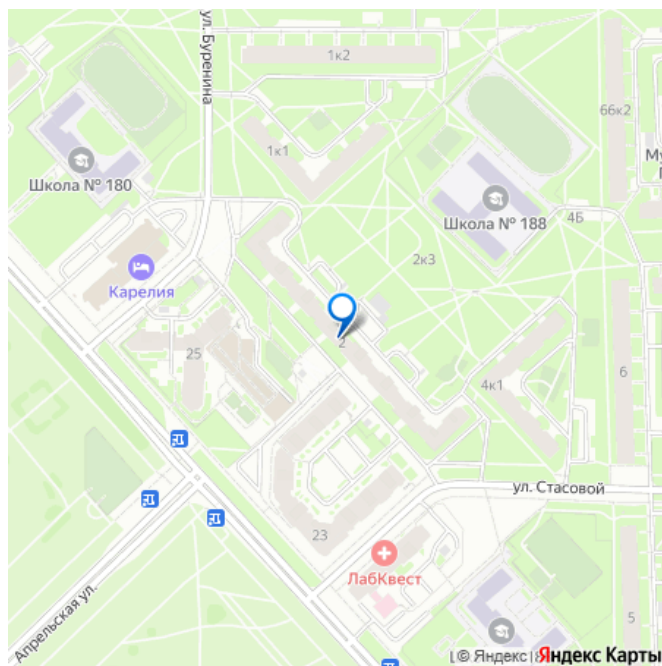 ул. Буренина
1к2
66к2
1к1
Школа № 180
Школа № 188
4Б
2к3
Карелия
25
2
4к1
6
ул. Стасовой
23
ЛабКвест
Апрельская ул.
5
© Яндекс Яндекс Карты